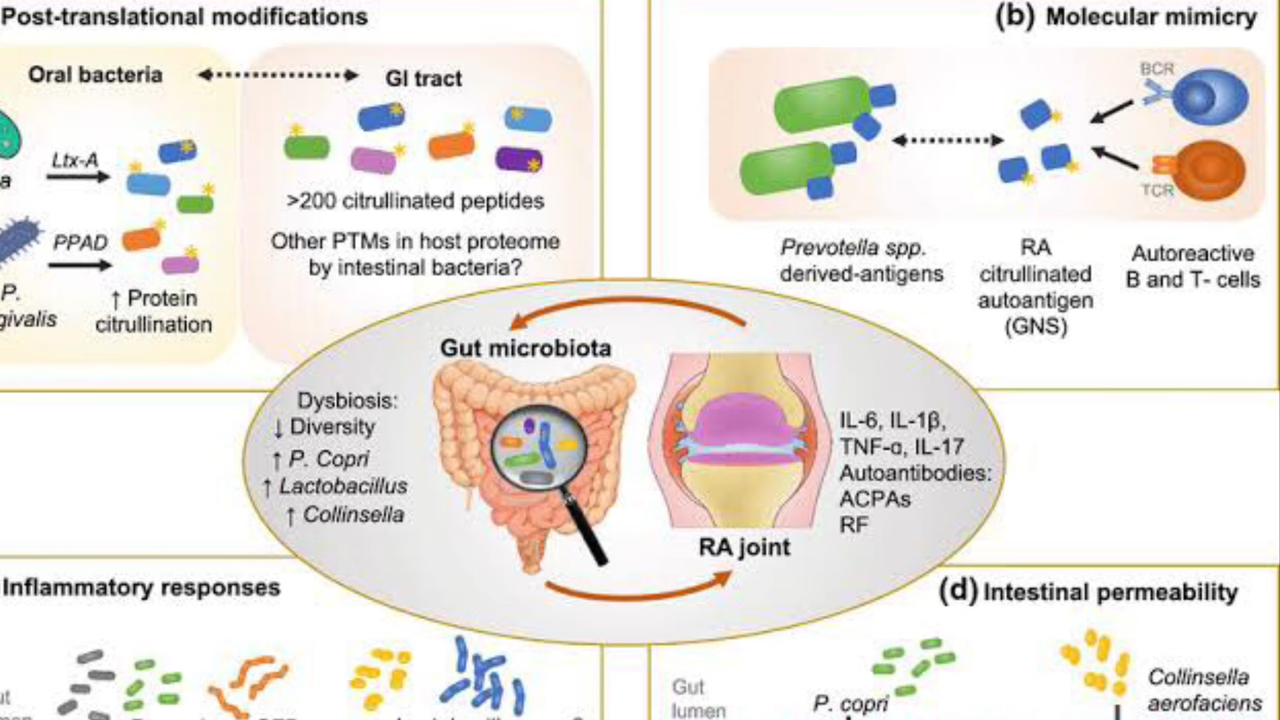 Post-translational modifications
Oral bacteria
GI tract
Ltx-A
a
PPAD
P.
givalis
↑ Protein
citrullination
>200 citrullinated peptides
Other PTMs in host proteome
by intestinal bacteria?
(b) Molecular mimicry
BCR
TCR
Prevotella spp.
derived-antigens
RA
citrullinated
autoantigen
(GNS)
Autoreactive
B and T- cells
Gut microbiota
Dysbiosis:
↓ Diversity
↑ P. Copri
↑ Lactobacillus
↑ Collinsella
RA joint
IL-6, IL-1β,
TNF-α, IL-17
Autoantibodies:
ACPAs
RF
Inflammatory responses
(d) Intestinal permeability
Gut
lumen
P. copri
Collinsella
aerofaciens